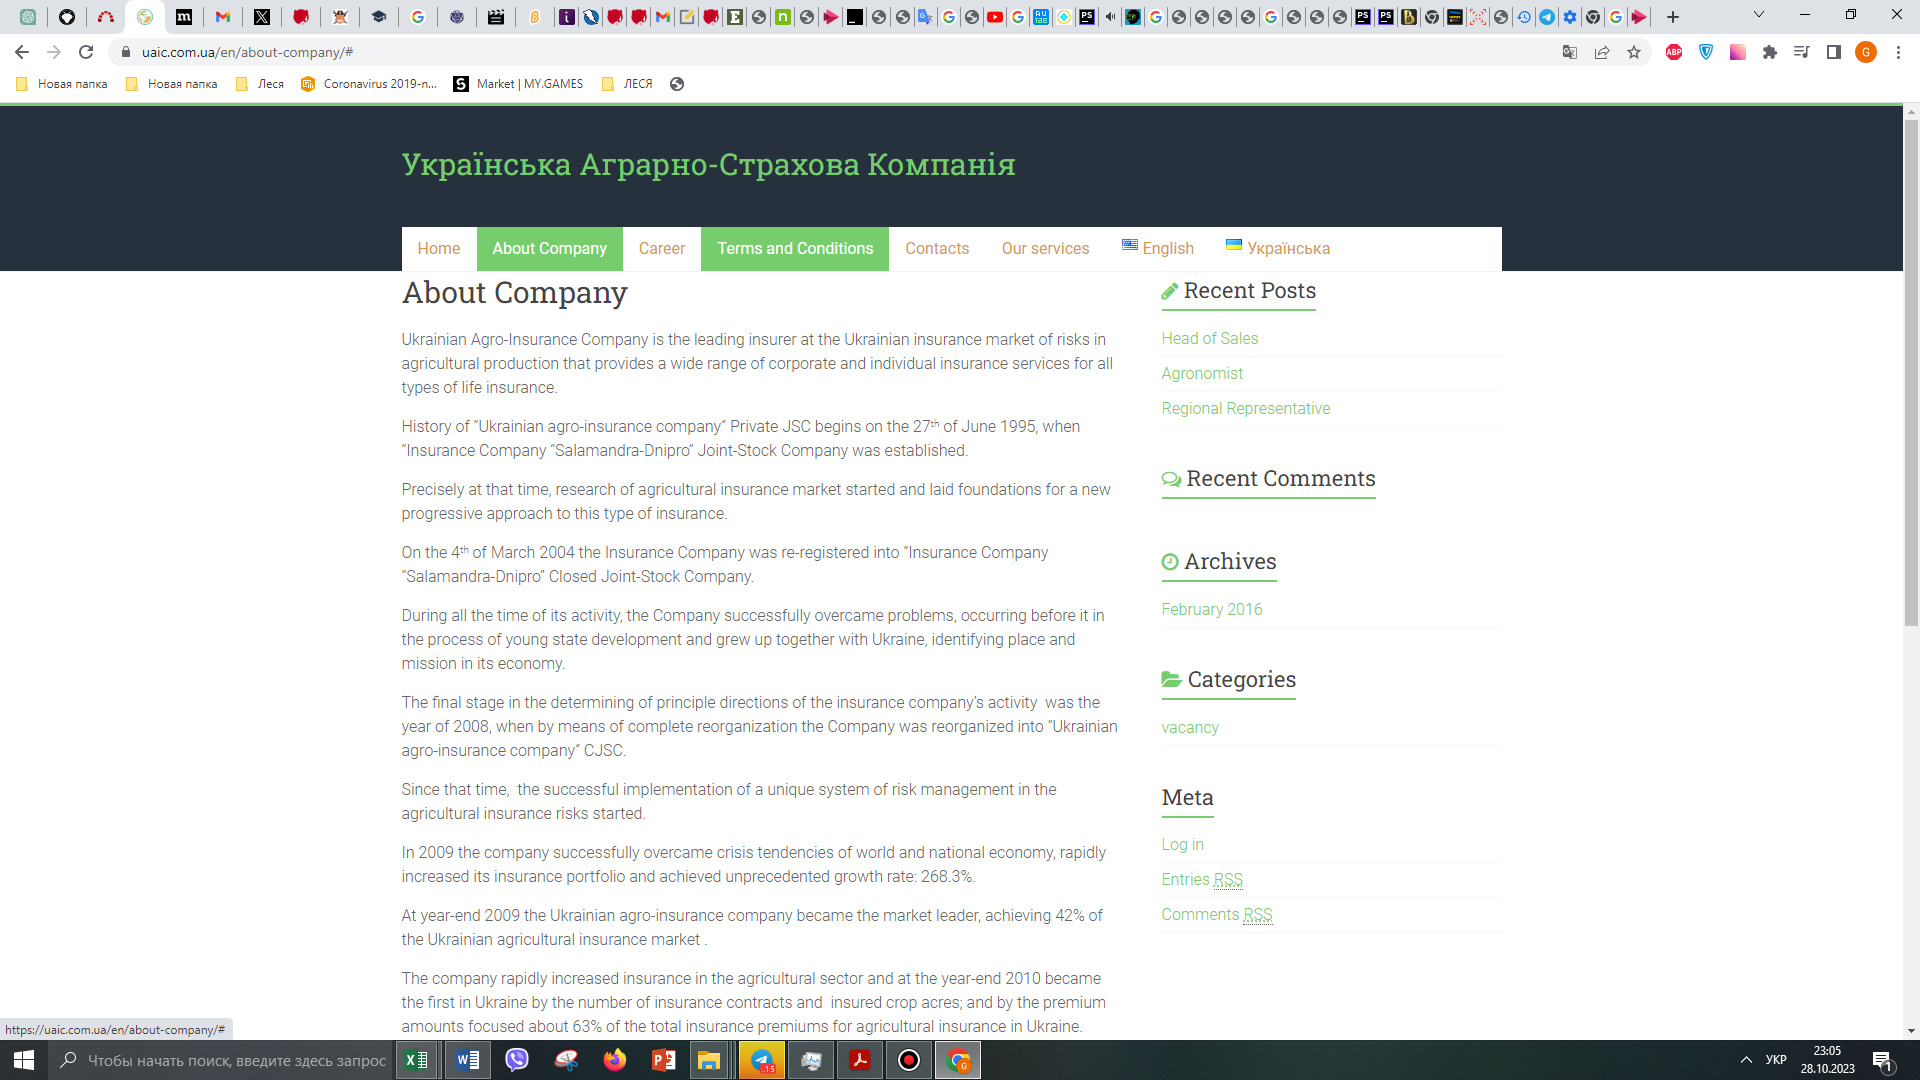 uaic.com.ua/en/about-company/#
Новая папка
Новая папка
Леся
Coronavirus 2019-n...
Market | MY.GAMES
ЛЕСЯ
Українська Аграрно-Страхова Компанія
Home
About Company
Career
Terms and Conditions
Contacts
Our services
English
Українська
About Company
Ukrainian Agro-Insurance Company is the leading insurer at the Ukrainian insurance market of risks in
agricultural production that provides a wide range of corporate and individual insurance services for all
types of life insurance.
History of “Ukrainian agro-insurance company” Private JSC begins on the 27th of June 1995, when
“Insurance Company “Salamandra-Dnipro” Joint-Stock Company was established.
Precisely at that time, research of agricultural insurance market started and laid foundations for a new
progressive approach to this type of insurance.
On the 4th of March 2004 the Insurance Company was re-registered into “Insurance Company
“Salamandra-Dnipro” Closed Joint-Stock Company.
During all the time of its activity, the Company successfully overcame problems, occurring before it in
the process of young state development and grew up together with Ukraine, identifying place and
mission in its economy.
The final stage in the determining of principle directions of the insurance company’s activity  was the
year of 2008, when by means of complete reorganization the Company was reorganized into “Ukrainian
agro-insurance company” CJSC.
Since that time,  the successful implementation of a unique system of risk management in the
agricultural insurance risks started.
In 2009 the company successfully overcame crisis tendencies of world and national economy, rapidly
increased its insurance portfolio and achieved unprecedented growth rate: 268.3%.
At year-end 2009 the Ukrainian agro-insurance company became the market leader, achieving 42% of
the Ukrainian agricultural insurance market .
The company rapidly increased insurance in the agricultural sector and at the year-end 2010 became
the first in Ukraine by the number of insurance contracts and  insured crop acres; and by the premium
amounts focused about 63% of the total insurance premiums for agricultural insurance in Ukraine.
Recent Posts
Head of Sales
Agronomist
Regional Representative
Recent Comments
Archives
February 2016
Categories
vacancy
Meta
Log in
Entries RSS
Comments RSS
https://uaic.com.ua/en/about-company/#
Чтобы начать поиск, введите здесь запрос
УКР
23:05
28.10.2023